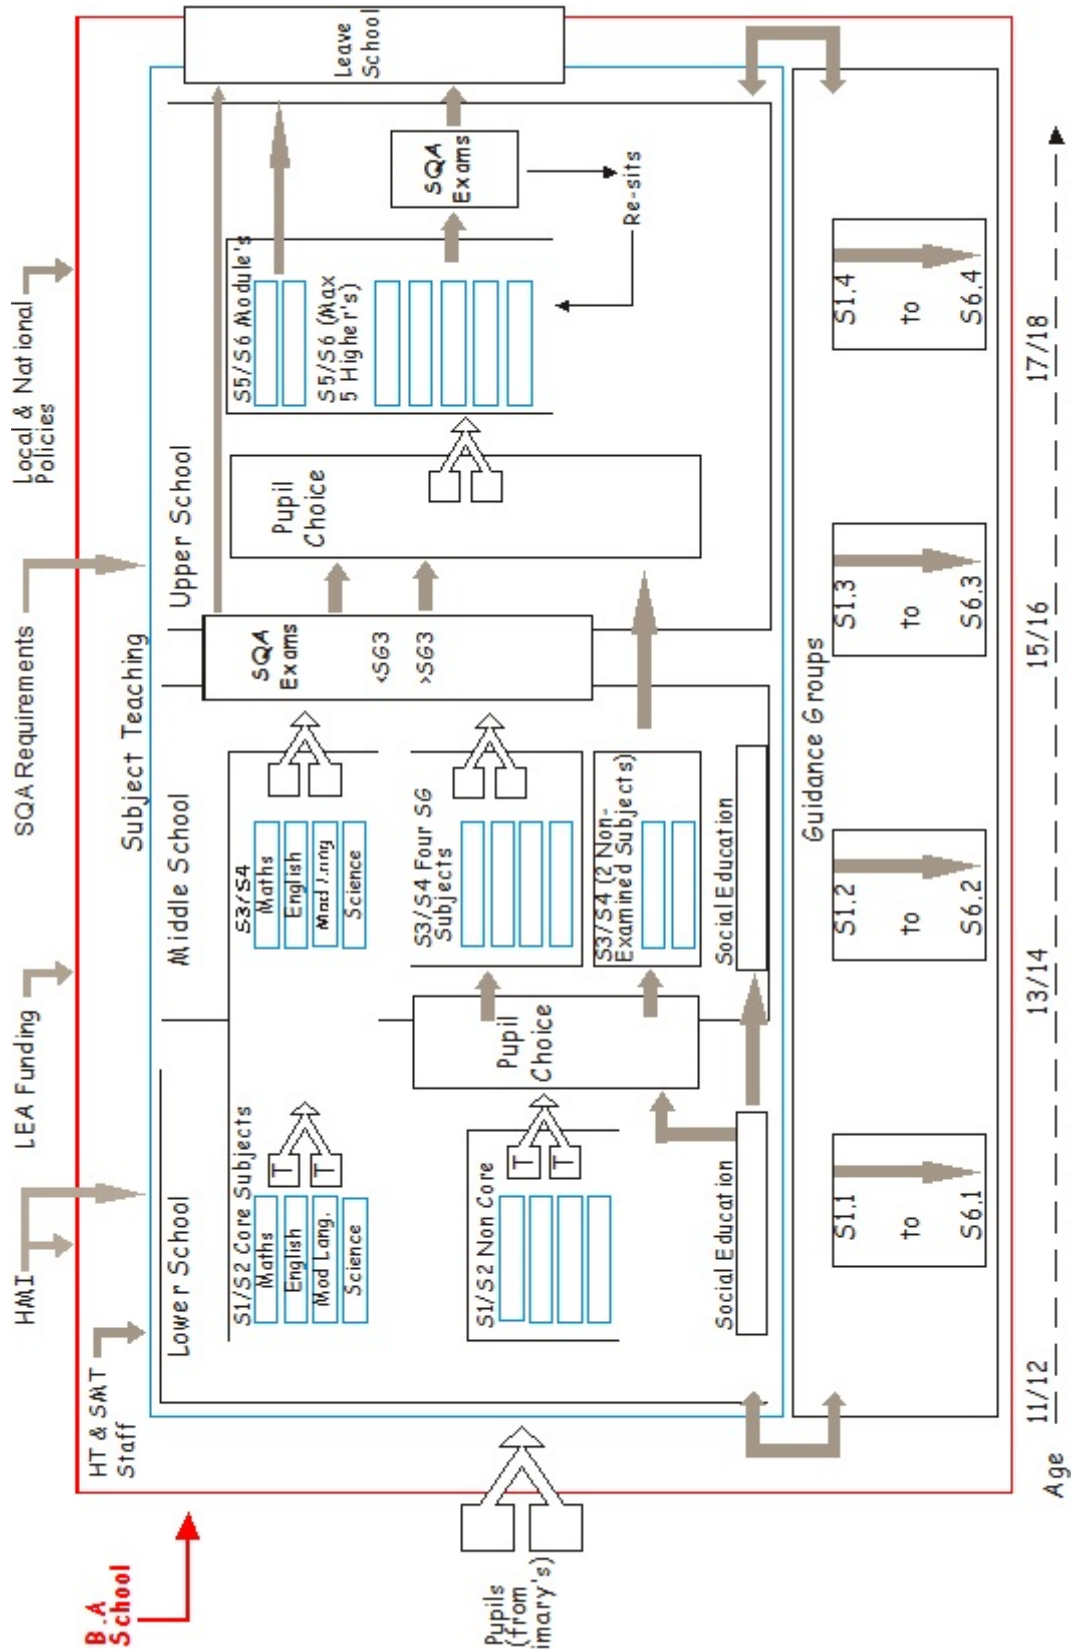 B.A
School
HT & SMT
Staff
HMI
LEA Funding
SQA Requirements
Local & National
Policies
Subject Teaching
Lower School
Middle School
Upper School
S1/S2 Core Subjects
Maths
English
Mod Lang.
Science
T
T
S3/S4
Maths
English
Science
SQA
Exams
<SG3
>SG3
Pupil
Choice
S5/S6 Module's
S5/S6 (Max
5 Higher's)
SQA
Exams
Re-sits
Leave
School
Pupils
(from
imary's)
S1/S2 Non Core
T
T
Pupil
Choice
S3/S4 Four SG
Subjects
S3/S4 (2 Non-
Examined Subjects)
Social Education
Social Education
Guidance Groups
S1.1
to
S6.1
S1.2
to
S6.2
S1.3
to
S6.3
S1.4
to
S6.4
Age
11/12
13/14
15/16
17/18